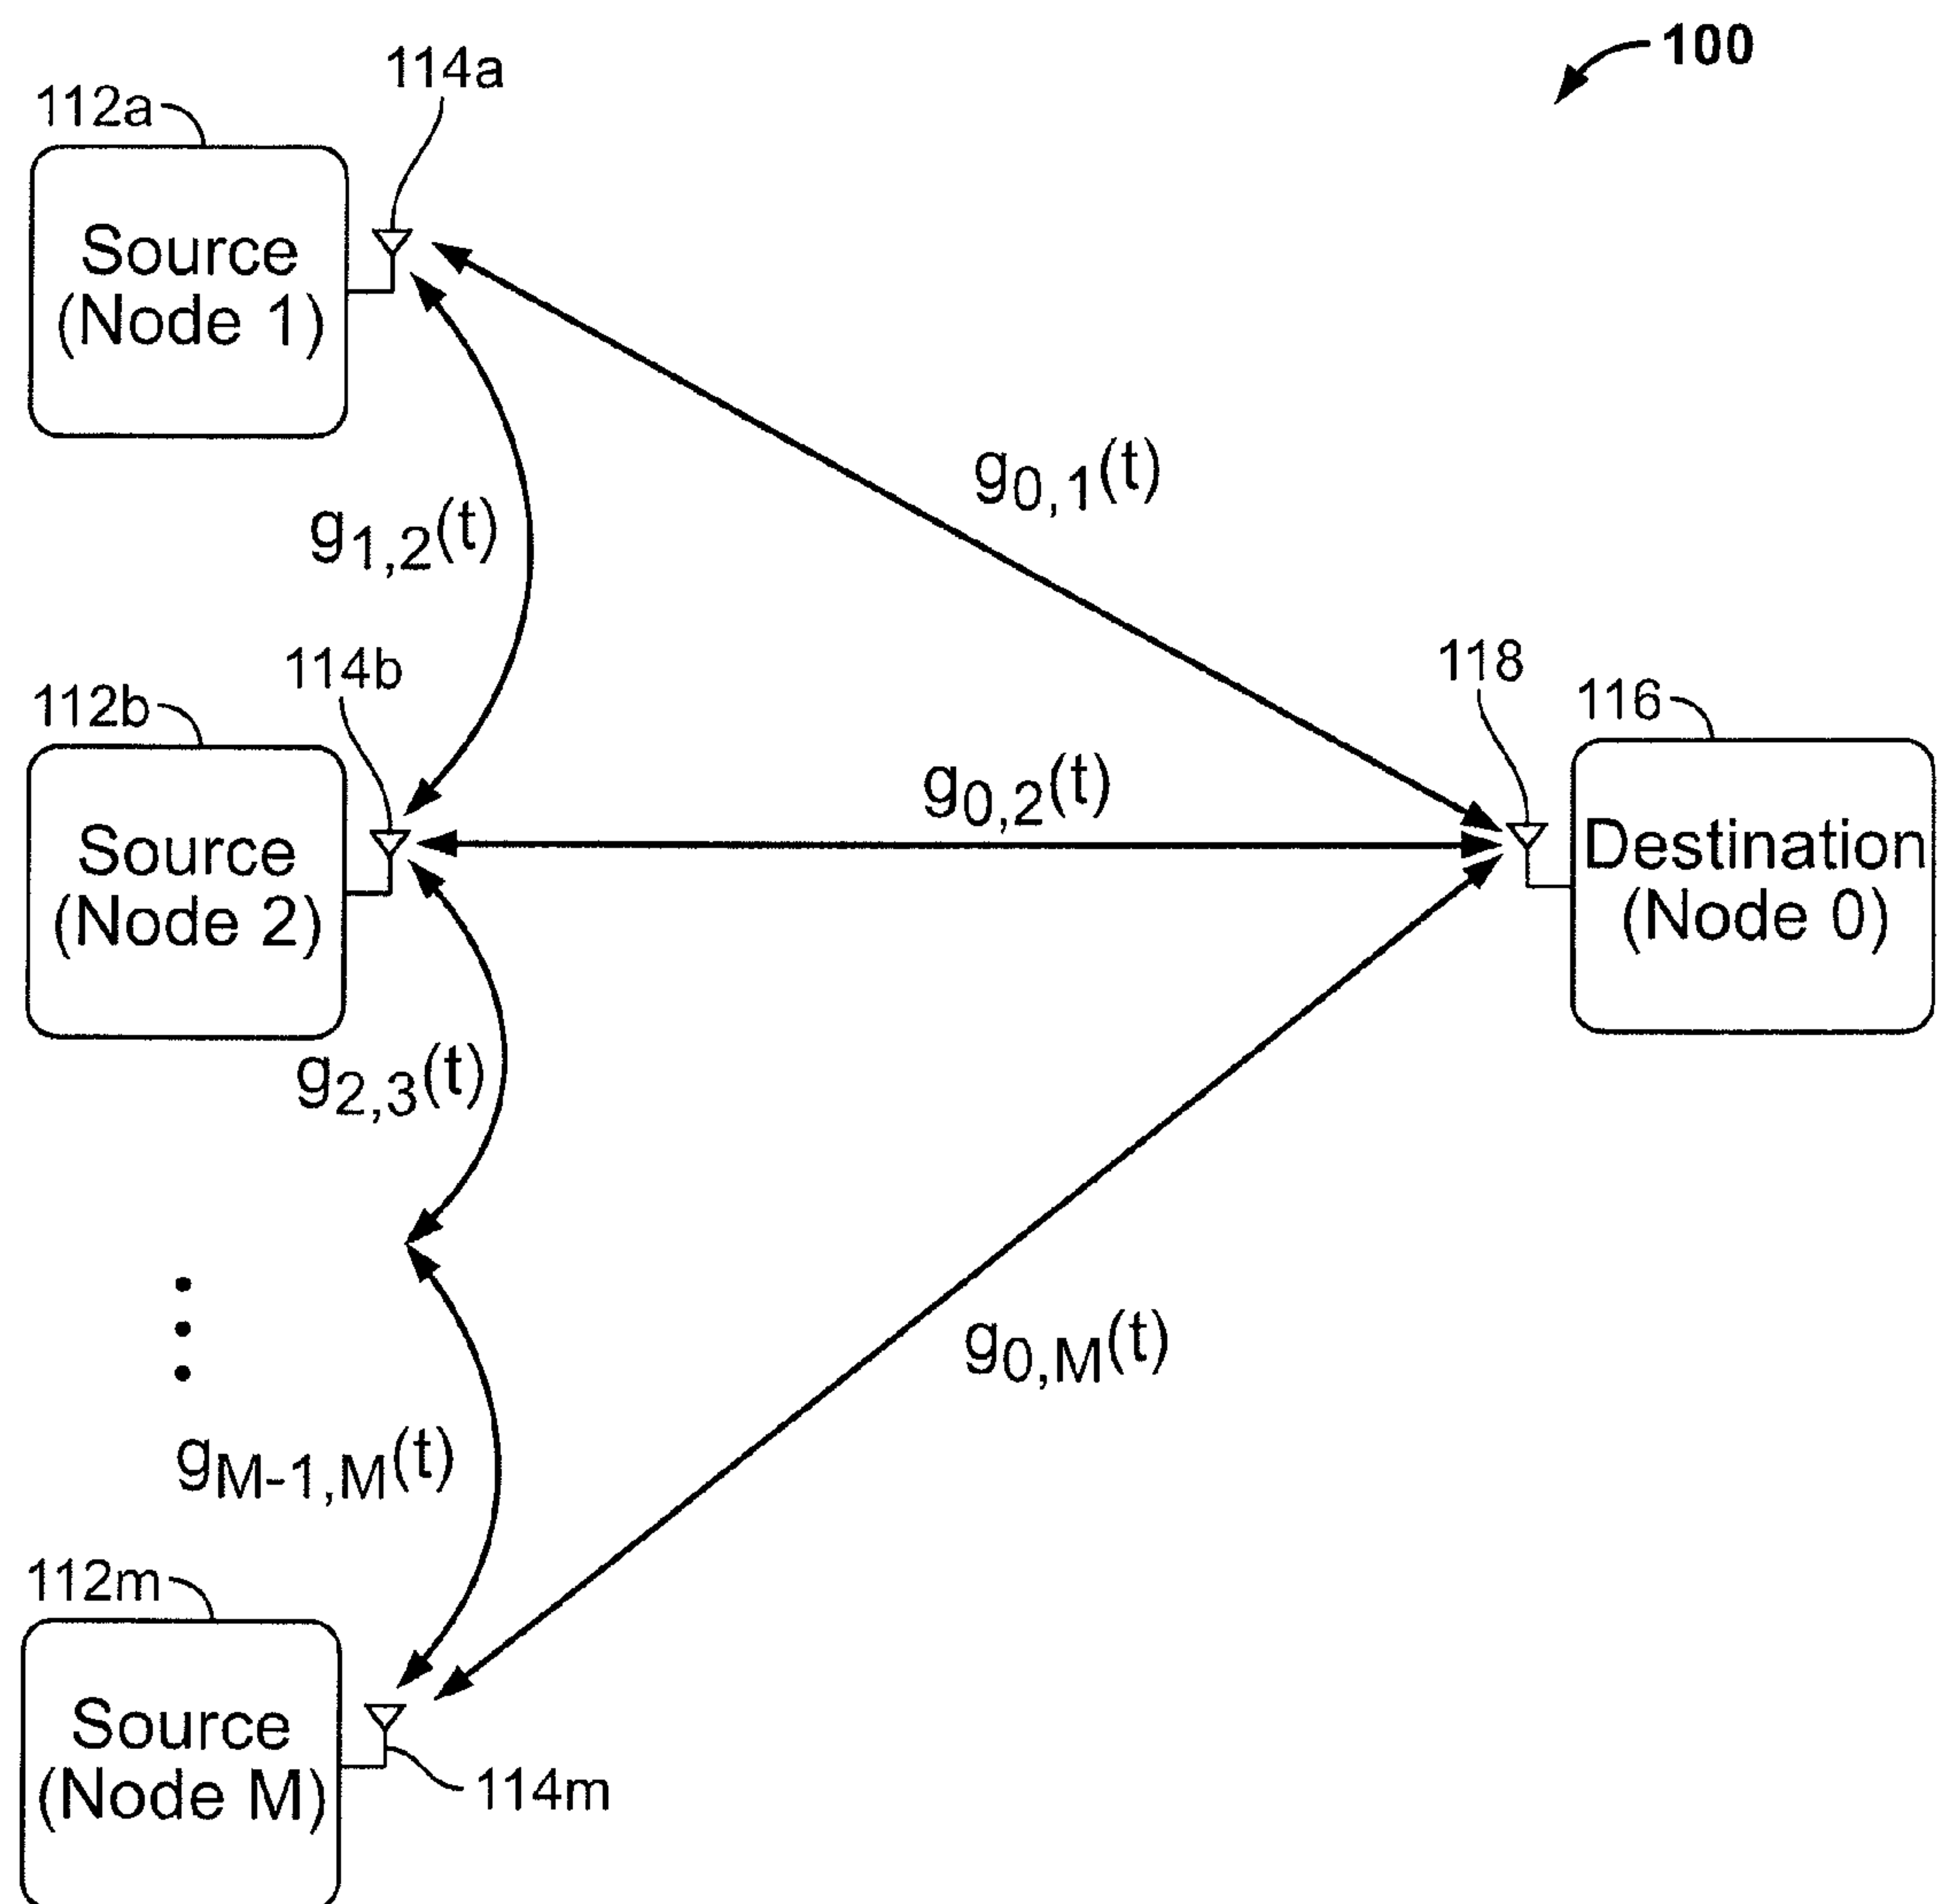 100
114a
112a
Source
(Node 1)
g0,1(t)
g1,2(t)
114b
112b
118
116
g0,2(t)
Source
(Node 2)
Destination
(Node 0)
g2,3(t)
g0,M(t)
gM-1,M(t)
112m
Source
(Node M)
114m